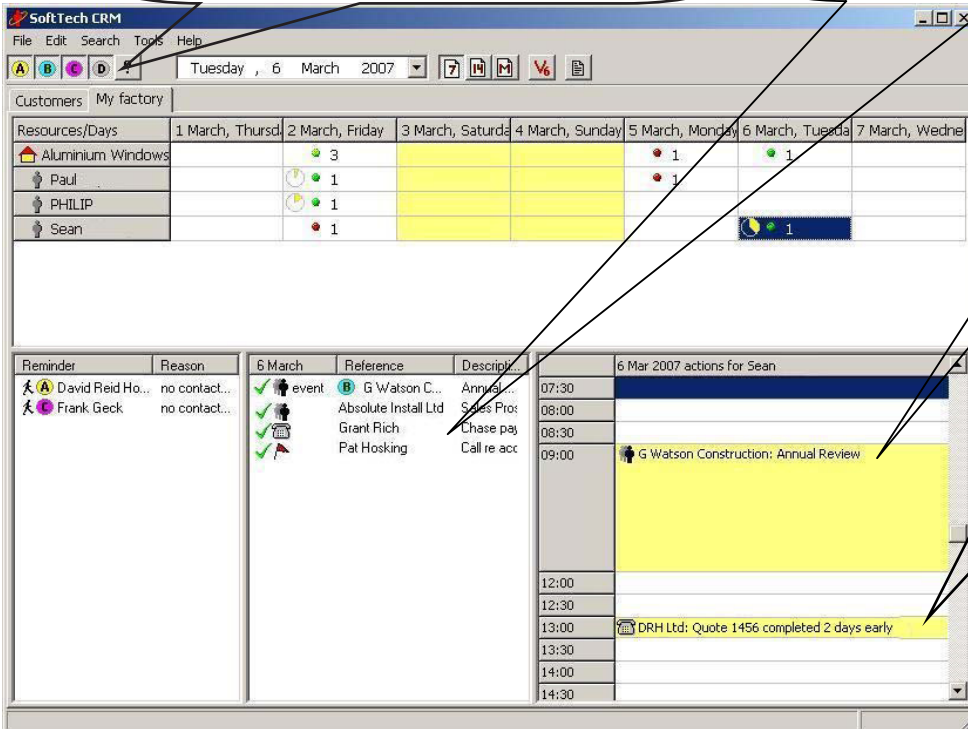 SoftTech CRM
File Edit Search Tools Help
A B C D ? Tuesday , 6 March 2007 7 14 M V6
Customers My factory
Resources/Days 1 March, Thursd 2 March, Friday 3 March, Saturda 4 March, Sunday 5 March, Monday 6 March, Tuesda 7 March, Wedne
Aluminium Windows 3 1 1
Paul 1 1
PHILIP 1
Sean 1 1
Reminder Reason
A David Reid Ho... no contact...
C Frank Geck no contact...
6 March Reference Descripti...
event B G Watson C... Annual ...
Absolute Install Ltd Sales Pros
Grant Rich Chase pay
Pat Hosking Call re acc
6 Mar 2007 actions for Sean
07:30
08:00
08:30
09:00 G Watson Construction: Annual Review
12:00
12:30
13:00 DRH Ltd: Quote 1456 completed 2 days early
13:30
14:00
14:30